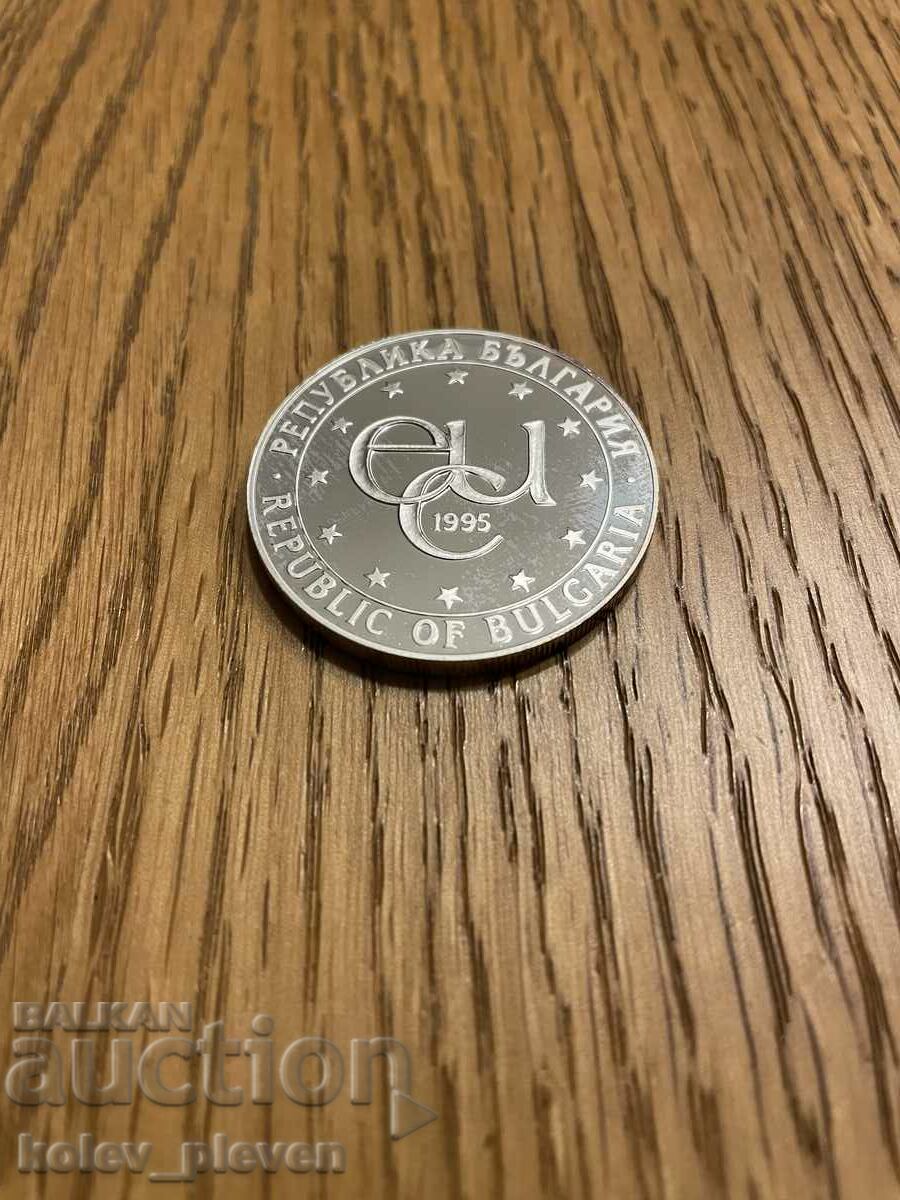 · РЕПУБЛИКА БЪЛГАРИЯ ·
ecu
1995
REPUBLIC OF BULGARIA
BALKAN
auction
kolev_pleven